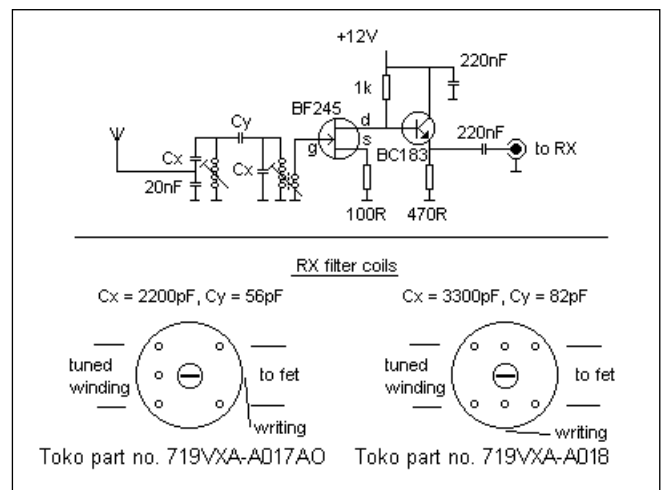 +12V
220nF
1k
BF245
Cy
d
220nF
s
to RX
g
BC183
Cx
Cx
20nF
100R
470R
RX filter coils
Cx = 2200pF, Cy = 56pF
Cx = 3300pF, Cy = 82pF
tuned
winding
to fet
writing
tuned
winding
to fet
writing
Toko part no. 719VXA-A017AO
Toko part no. 719VXA-A018